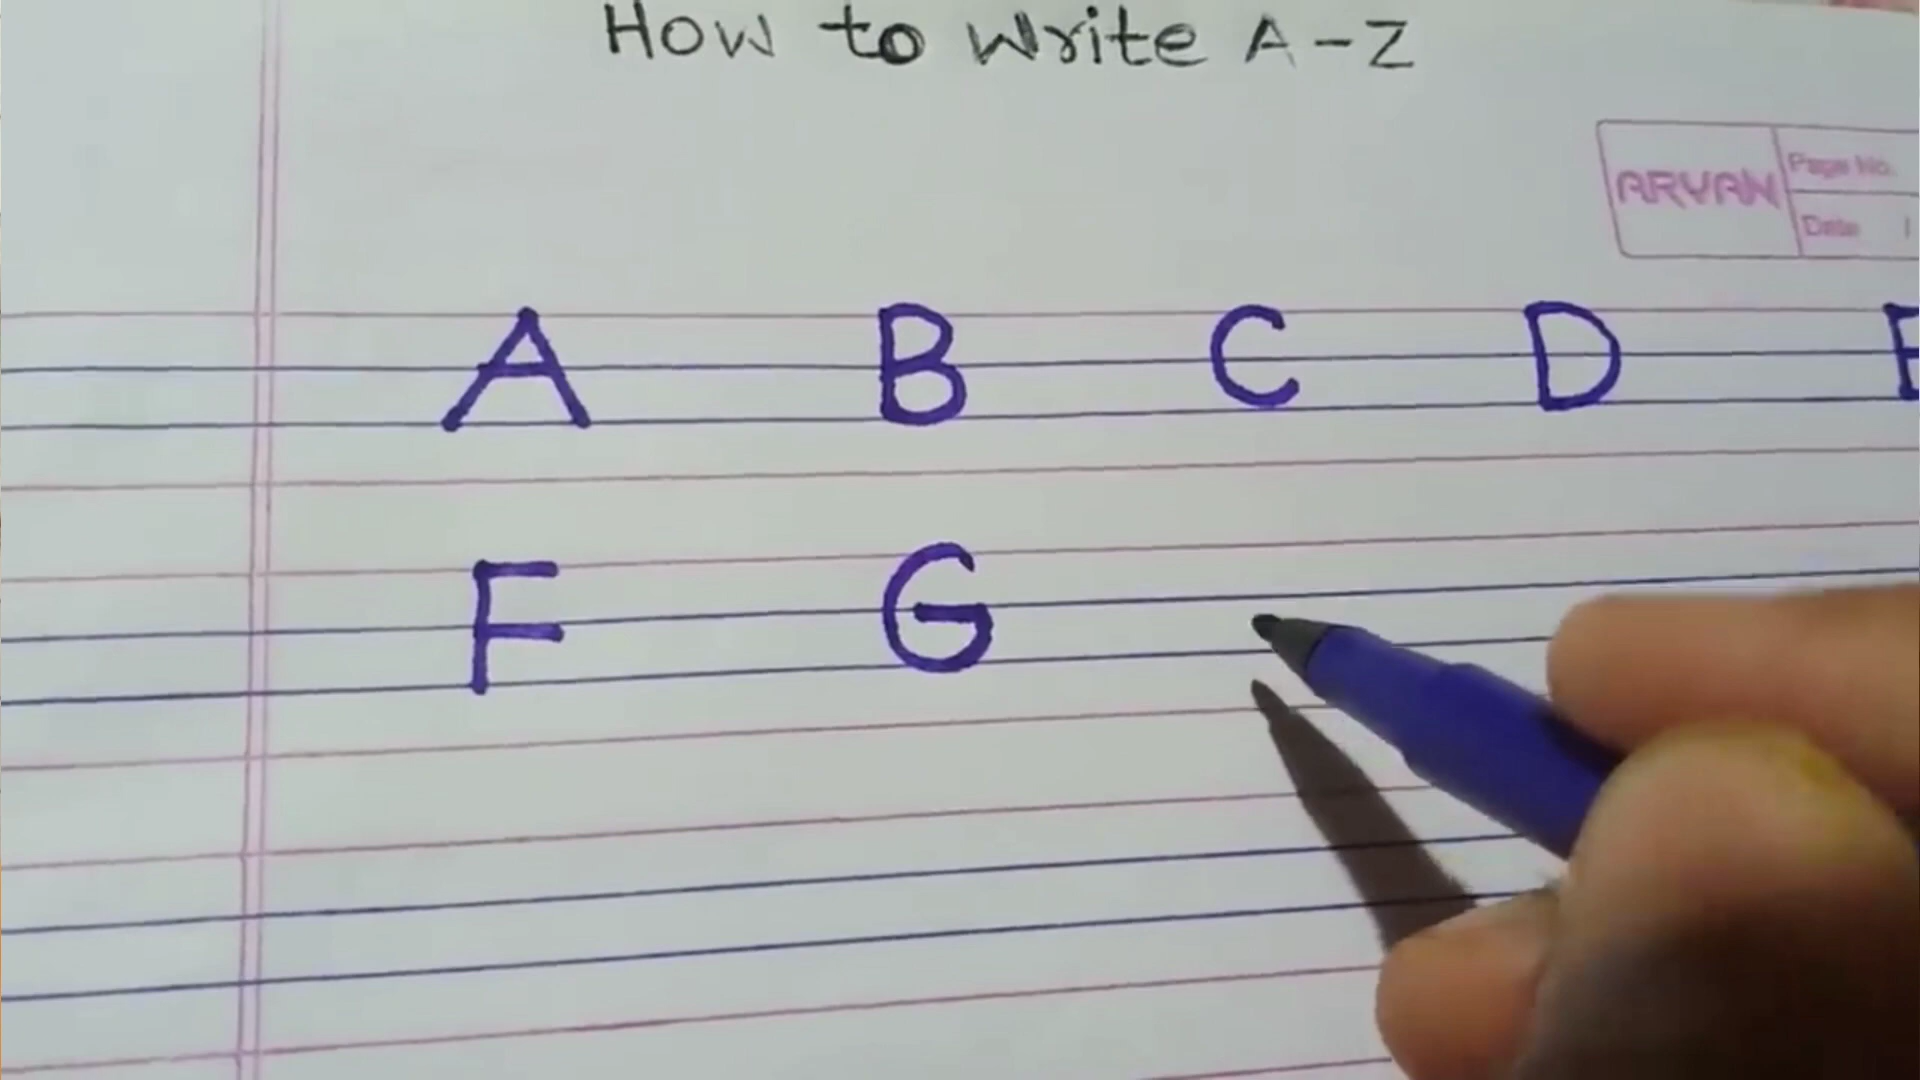 How to Write A-Z
ARYAN
Page No.
Date /
A B C D E
F G